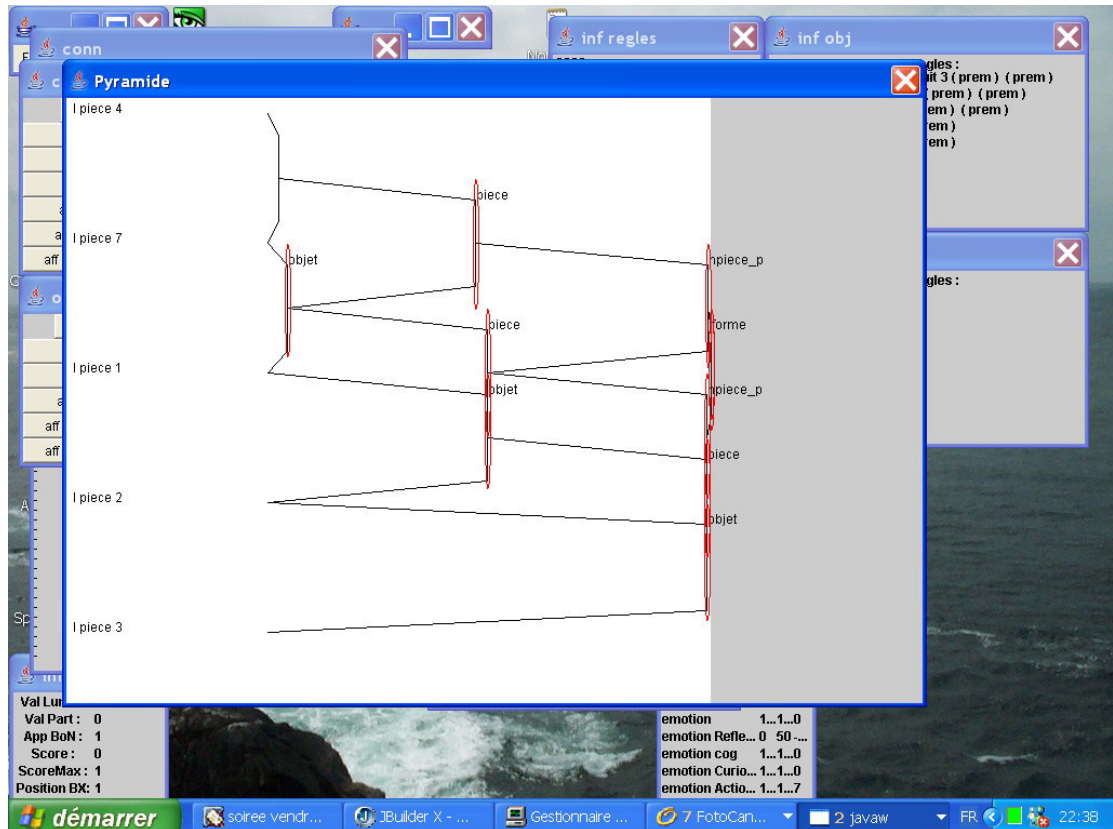 conn
inf regles
inf obj
Pyramide
gles :
it 3 ( prem ) ( prem )
( prem ) ( prem )
em ) ( prem )
rem )
rem )
l piece 4
piece
l piece 7
objet
npiece_p
aff
gles :
piece
forme
l piece 1
objet
npiece_p
aff
aff
piece
l piece 2
objet
l piece 3
Val Lur
Val Part : 0
App BoN : 1
Score : 0
ScoreMax : 1
Position BX: 1
emotion 1...1...0
emotion Refle... 0 50 -...
emotion cog 1...1...0
emotion Curio... 1...1...0
emotion Actio... 1...1...7
démarrer
soiree vendr...
JBuilder X - ...
Gestionnaire ...
7 FotoCan...
2 javaw
FR
22:38